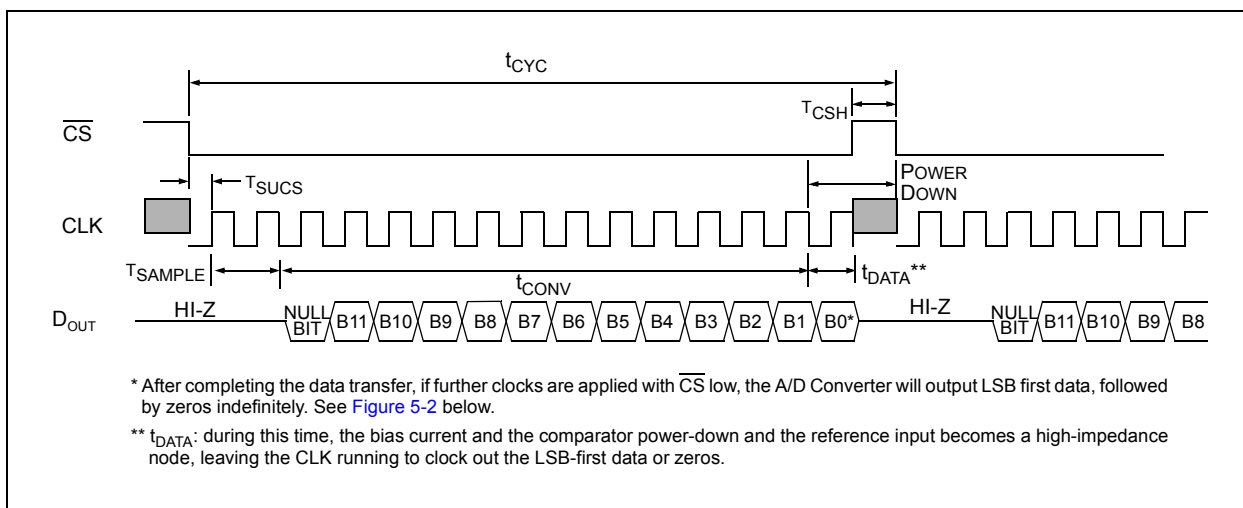 tCYC
TCSH
CS
POWER
DOWN
TSUCS
CLK
TSAMPLE
tCONV
tDATA**
DOUT
HI-Z
NULL
BIT
B11 B10 B9 B8 B7 B6 B5 B4 B3 B2 B1 B0*
HI-Z
NULL
BIT
B11 B10 B9 B8
* After completing the data transfer, if further clocks are applied with CS low, the A/D Converter will output LSB first data, followed
by zeros indefinitely. See Figure 5-2 below.
** tDATA: during this time, the bias current and the comparator power-down and the reference input becomes a high-impedance
node, leaving the CLK running to clock out the LSB-first data or zeros.